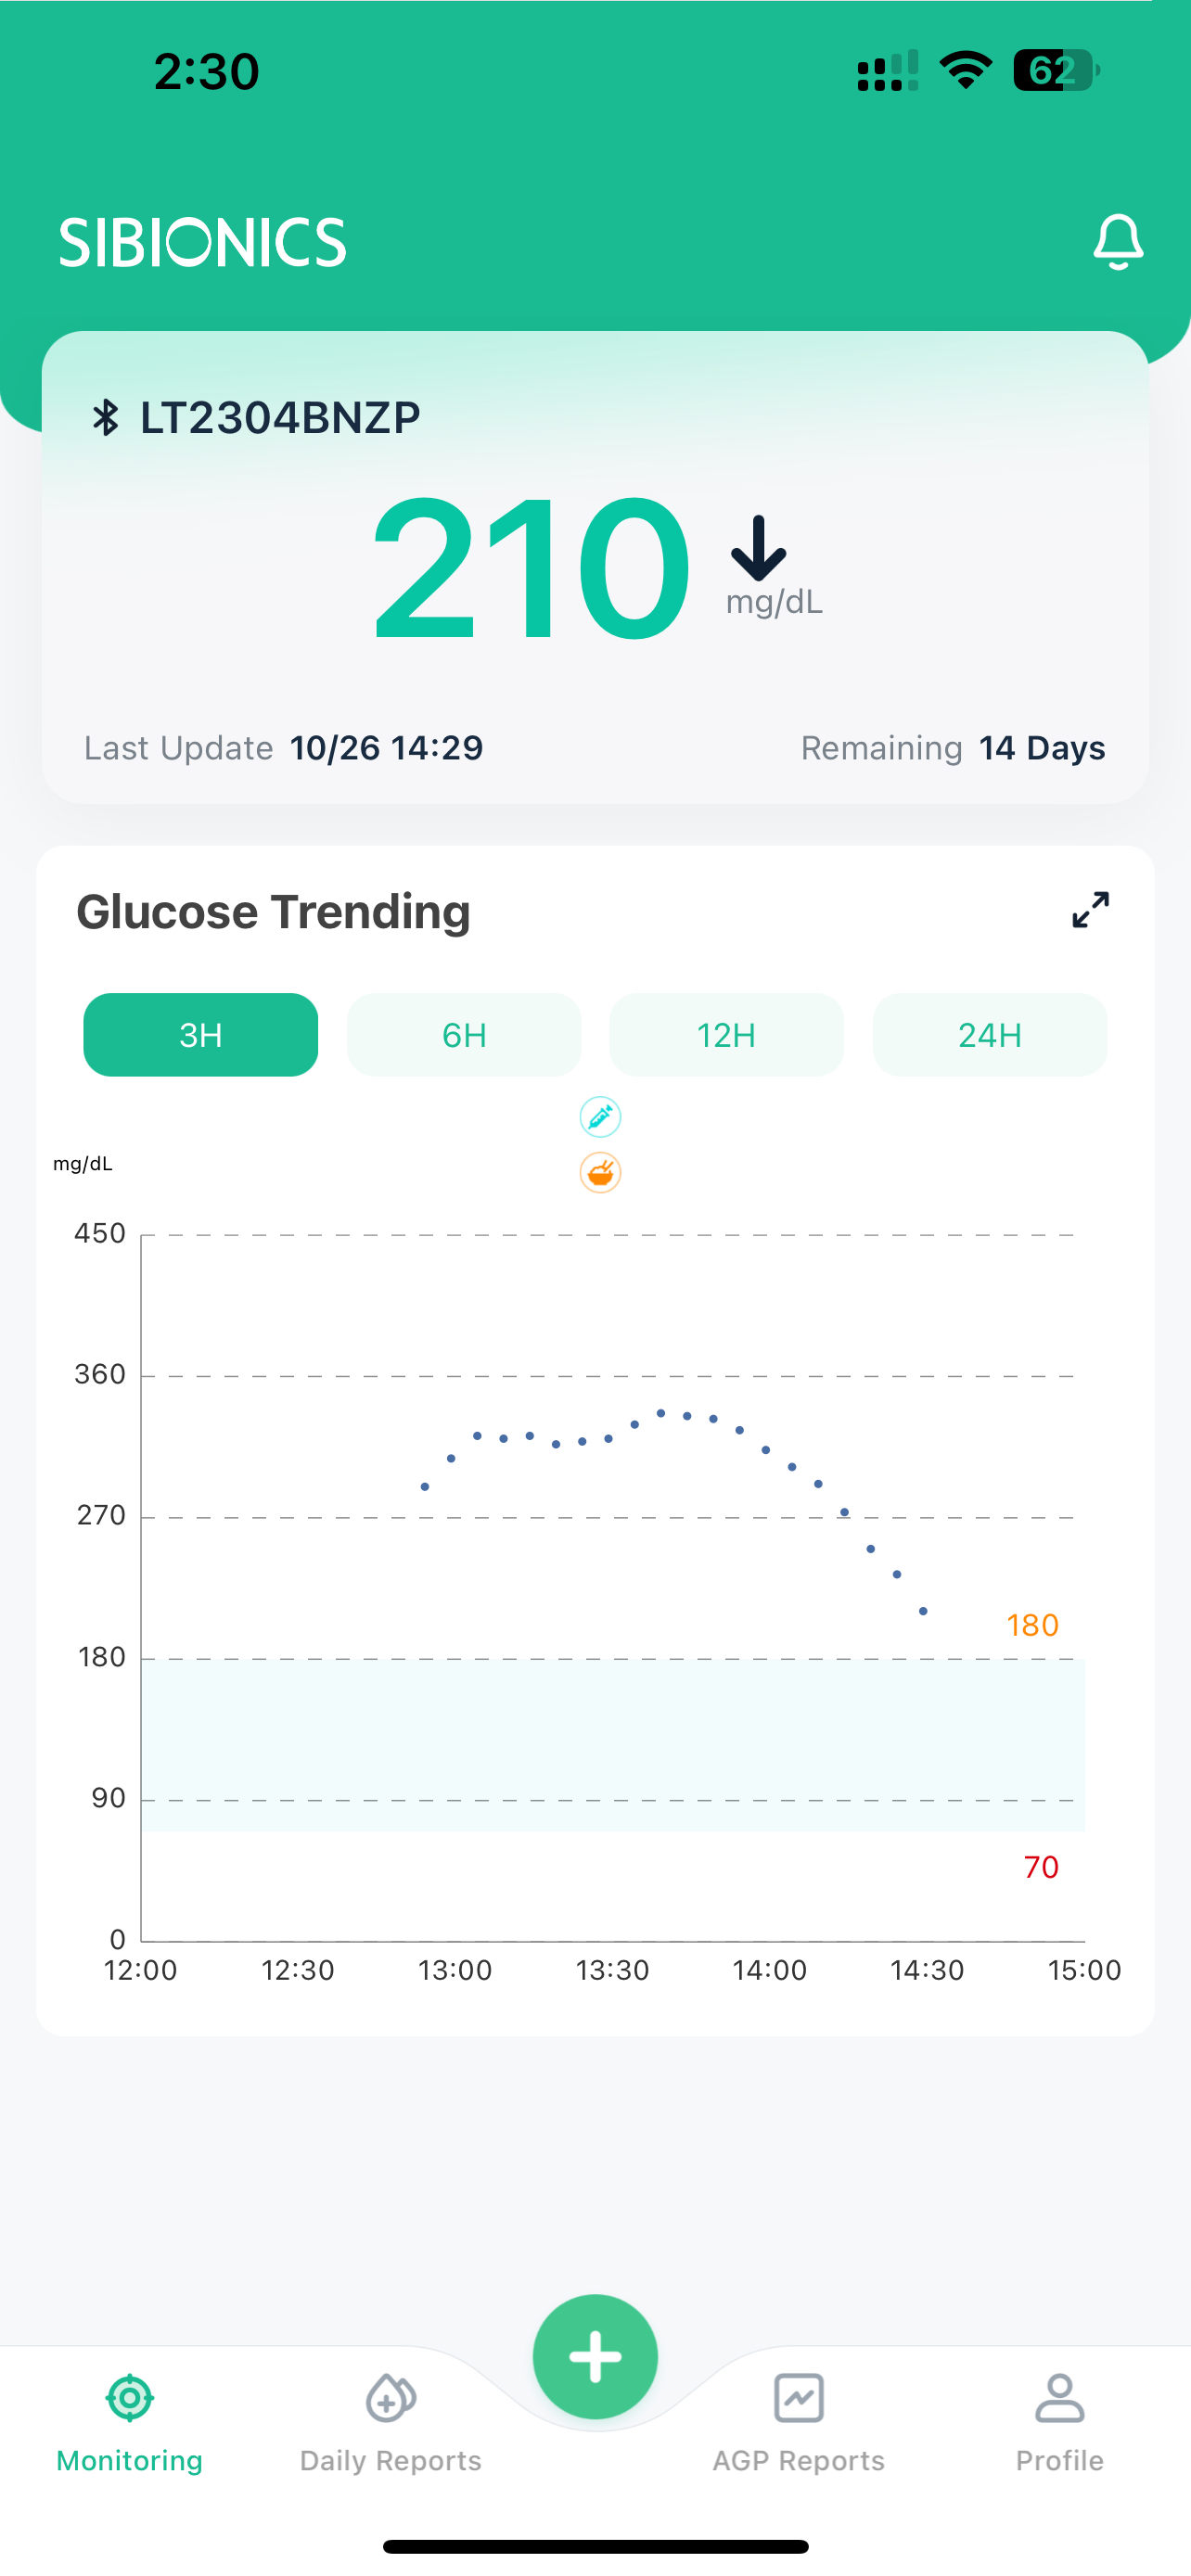 2:30
62
SIBIONICS
LT2304BNZP
210
mg/dL
Last Update 10/26 14:29
Remaining 14 Days
Glucose Trending
3H 6H 12H 24H
mg/dL
450
360
270
180
180
90
70
0
12:00 12:30 13:00 13:30 14:00 14:30 15:00
Monitoring
Daily Reports
AGP Reports
Profile